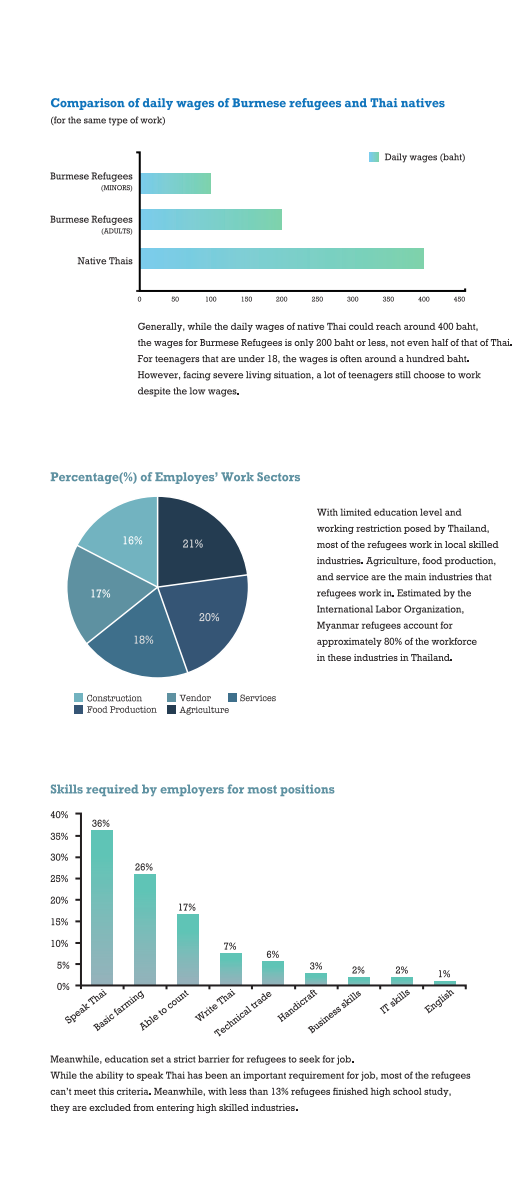 Comparison of daily wages of Burmese refugees and Thai natives
(for the same type of work)
Daily wages (baht)
Burmese Refugees
(MINORS)
Burmese Refugees
(ADULTS)
Native Thais
0 50 100 150 200 250 300 350 400 450
Generally, while the daily wages of native Thai could reach around 400 baht,
the wages for Burmese Refugees is only 200 baht or less, not even half of that of Thai.
For teenagers that are under 18, the wages is often around a hundred baht.
However, facing severe living situation, a lot of teenagers still choose to work
despite the low wages.
Percentage(%) of Employes' Work Sectors
16%
21%
17%
20%
18%
Construction
Vendor
Services
Food Production
Agriculture
With limited education level and
working restriction posed by Thailand,
most of the refugees work in local skilled
industries. Agriculture, food production,
and service are the main industries that
refugees work in. Estimated by the
International Labor Organization,
Myanmar refugees account for
approximately 80% of the workforce
in these industries in Thailand.
Skills required by employers for most positions
40%
35%
30%
25%
20%
15%
10%
5%
0%
36%
26%
17%
7%
6%
3%
2%
2%
1%
Speak Thai
Basic farming
Able to count
Write Thai
Technical trade
Handicraft
Business skills
IT skills
English
Meanwhile, education set a strict barrier for refugees to seek for job.
While the ability to speak Thai has been an important requirement for job, most of the refugees
can't meet this criteria. Meanwhile, with less than 13% refugees finished high school study,
they are excluded from entering high skilled industries.